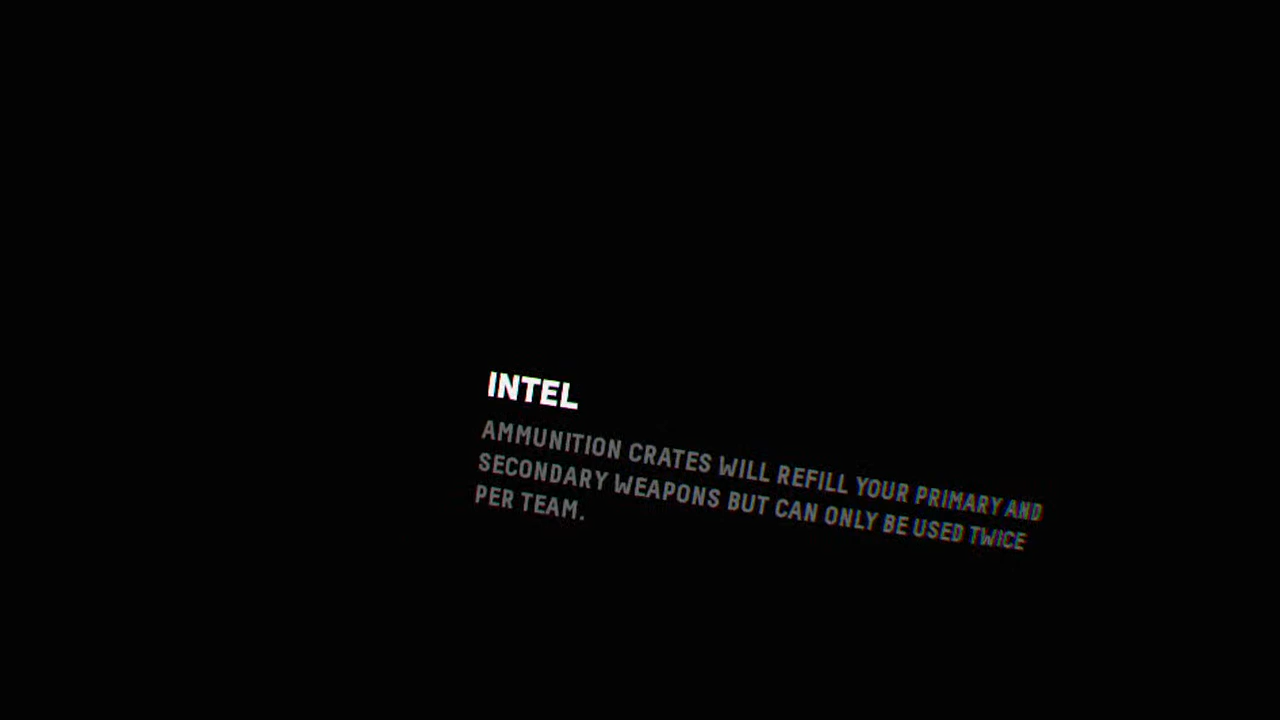 INTEL
AMMUNITION CRATES WILL REFILL YOUR PRIMARY AND
SECONDARY WEAPONS BUT CAN ONLY BE USED TWICE
PER TEAM.